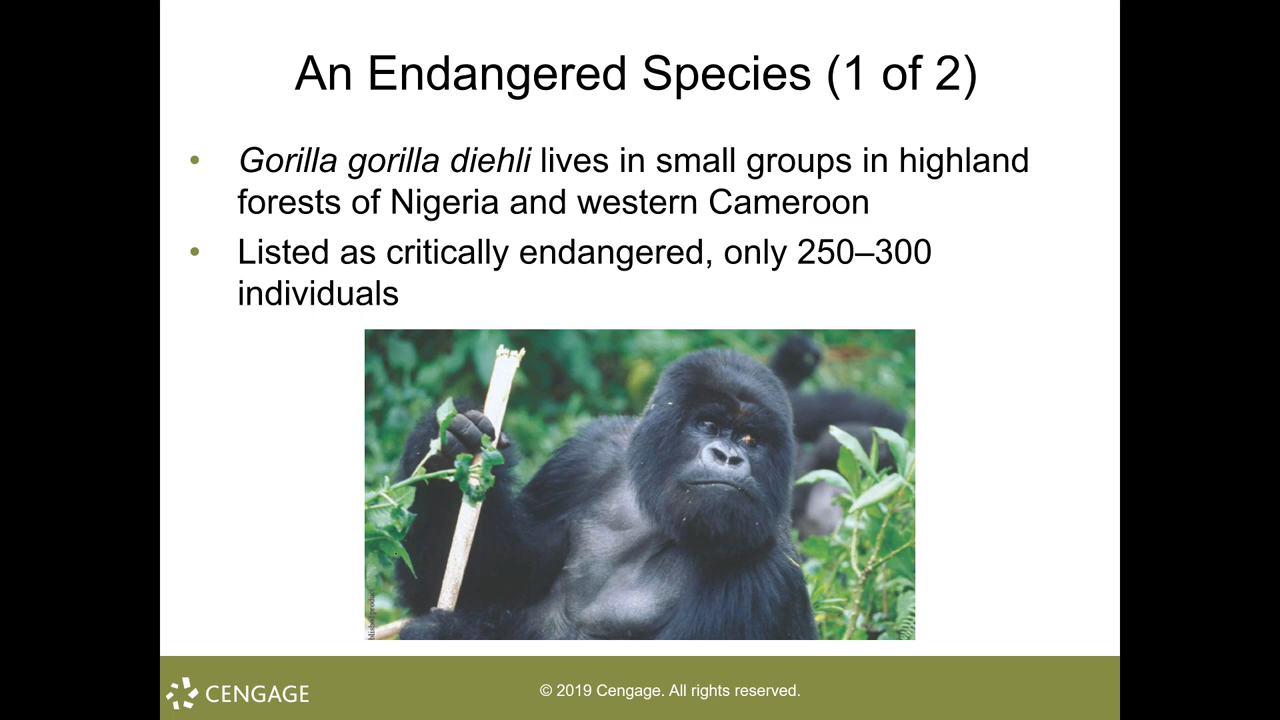 An Endangered Species (1 of 2)
• Gorilla gorilla diehli lives in small groups in highland
forests of Nigeria and western Cameroon
• Listed as critically endangered, only 250–300
individuals
CENGAGE
© 2019 Cengage. All rights reserved.